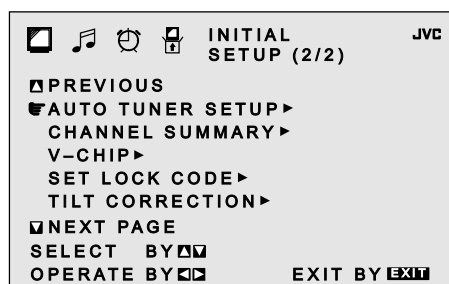 INITIAL JVC
SETUP (2/2)
PREVIOUS
AUTO TUNER SETUP
CHANNEL SUMMARY
V–CHIP
SET LOCK CODE
TILT CORRECTION
NEXT PAGE
SELECT BY
OPERATE BY EXIT BY EXIT